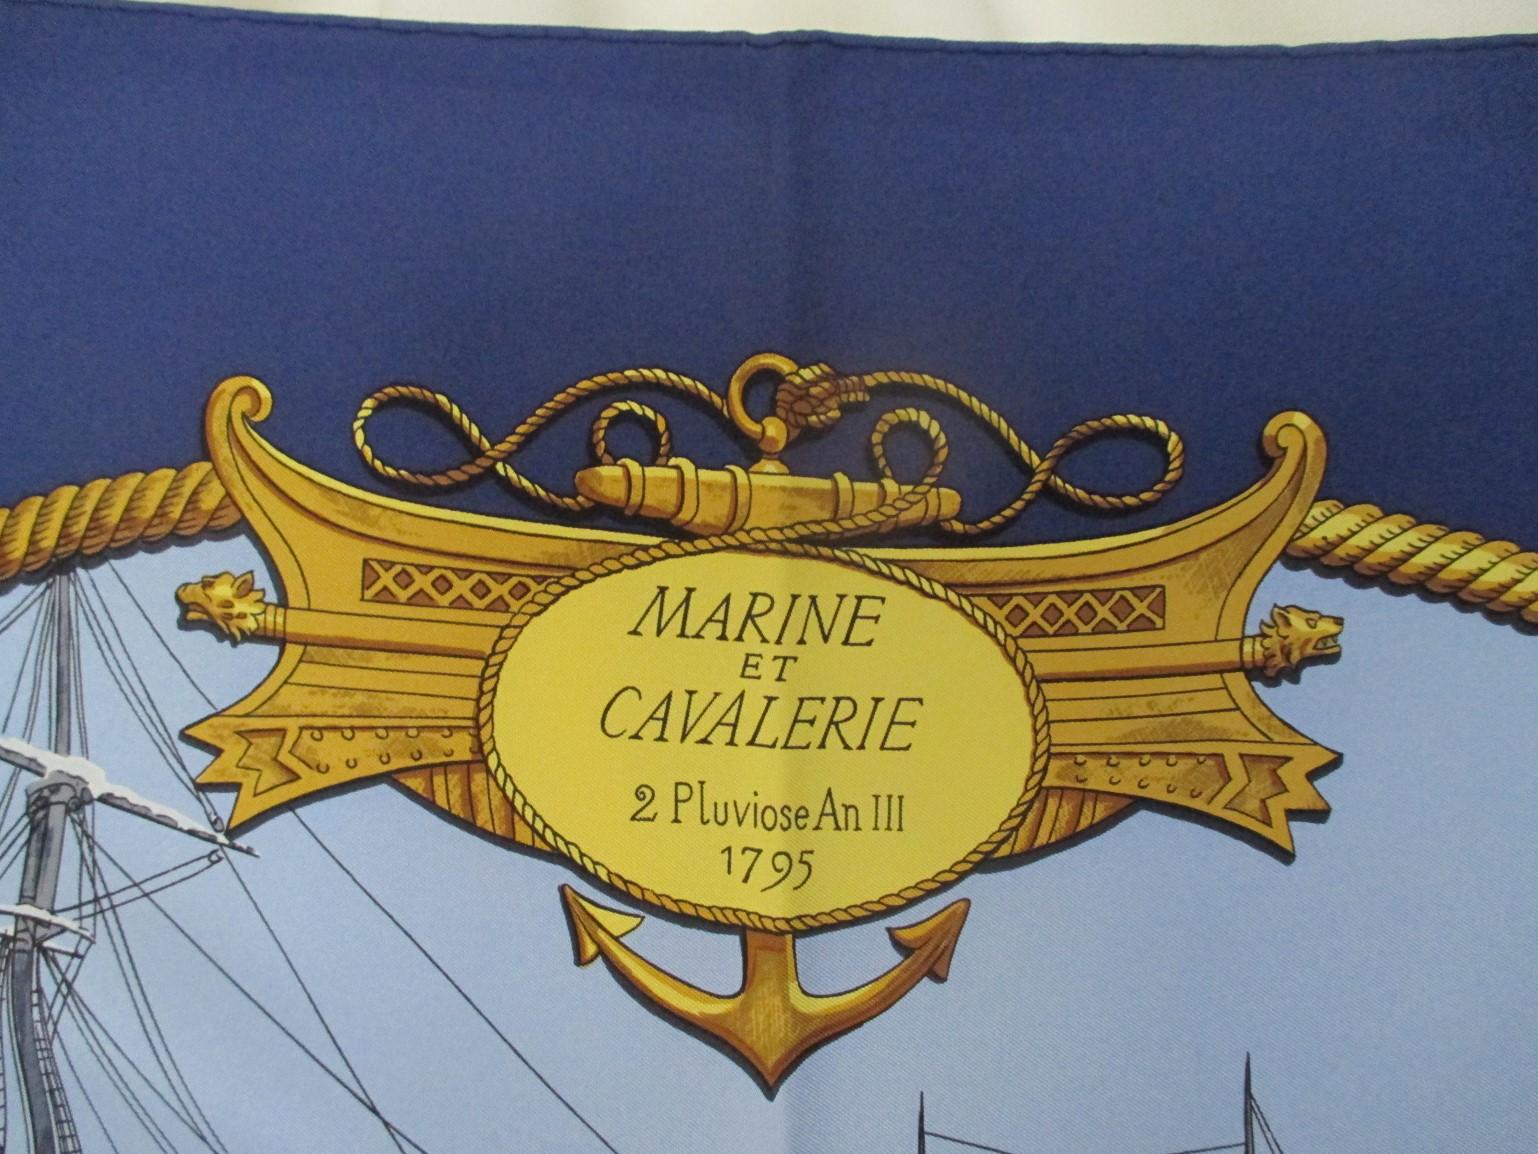 MARINE
ET
CAVALERIE
2 Pluviose An III
1795